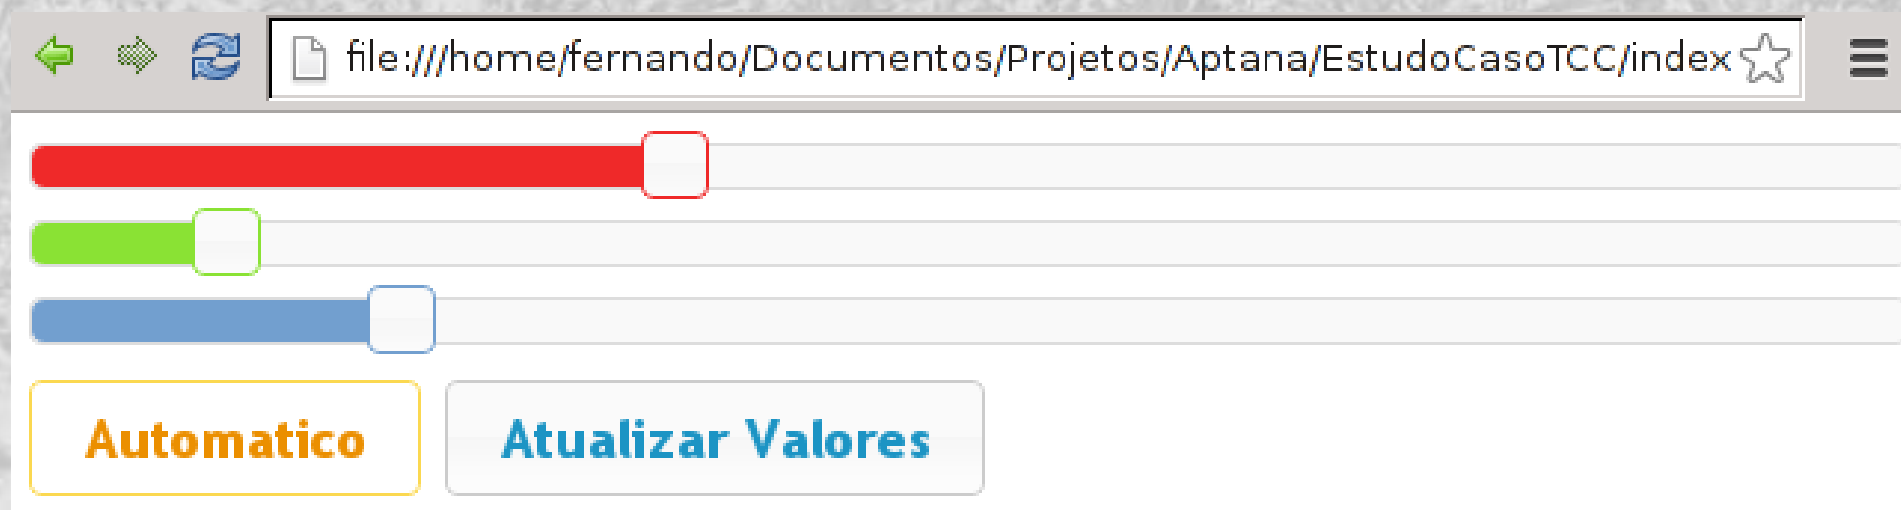 file:///home/fernando/Documentos/Projetos/Aptana/EstudoCasoTCC/index
Automatico
Atualizar Valores